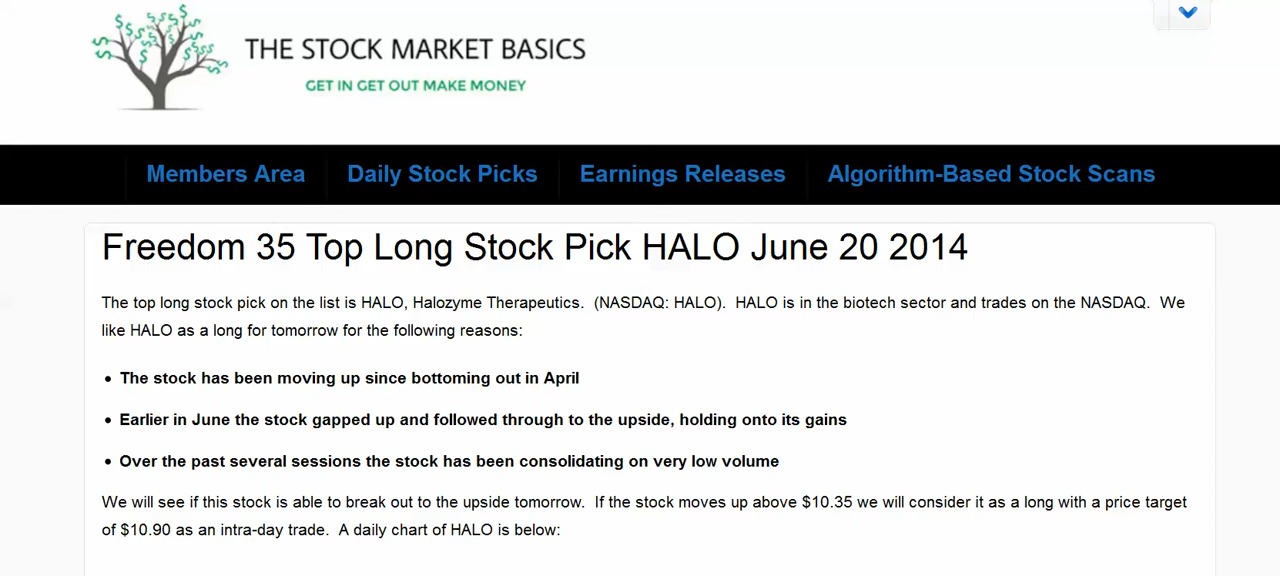 THE STOCK MARKET BASICS
GET IN GET OUT MAKE MONEY
Members Area Daily Stock Picks Earnings Releases Algorithm-Based Stock Scans
Freedom 35 Top Long Stock Pick HALO June 20 2014
The top long stock pick on the list is HALO, Halozyme Therapeutics.  (NASDAQ: HALO).  HALO is in the biotech sector and trades on the NASDAQ.  We
like HALO as a long for tomorrow for the following reasons:
• The stock has been moving up since bottoming out in April
• Earlier in June the stock gapped up and followed through to the upside, holding onto its gains
• Over the past several sessions the stock has been consolidating on very low volume
We will see if this stock is able to break out to the upside tomorrow.  If the stock moves up above $10.35 we will consider it as a long with a price target
of $10.90 as an intra-day trade.  A daily chart of HALO is below: